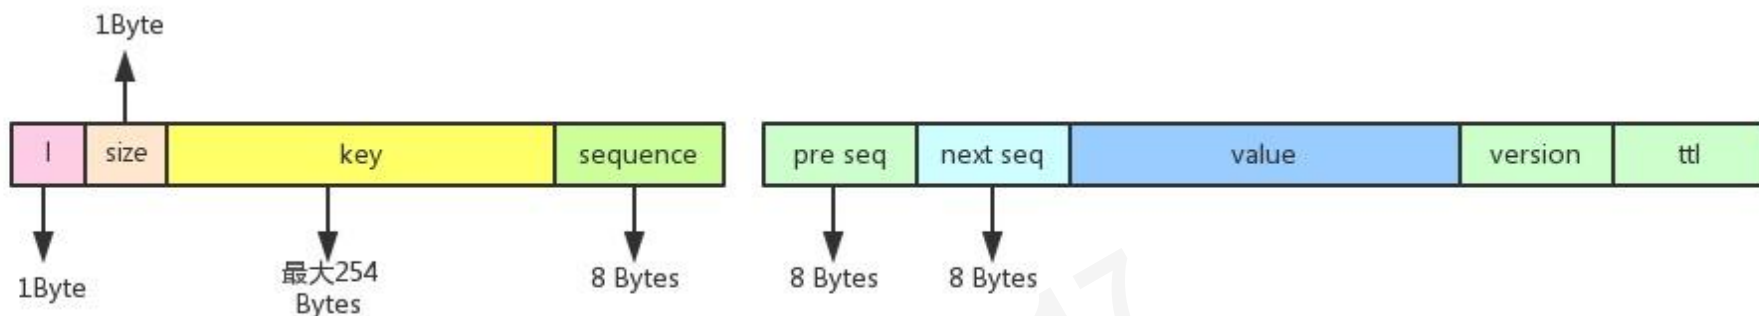 1Byte
l size key sequence pre seq next seq value version ttl
1Byte 最大254 8 Bytes 8 Bytes 8 Bytes
Bytes